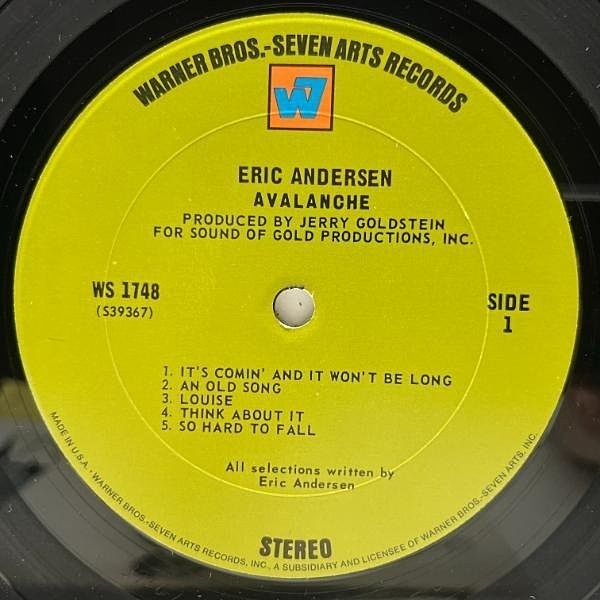 WARNER BROS.-SEVEN ARTS RECORDS
W7
ERIC ANDERSEN
AVALANCHE
PRODUCED BY JERRY GOLDSTEIN
FOR SOUND OF GOLD PRODUCTIONS, INC.
WS 1748
(S39367)
SIDE
1
1. IT'S COMIN' AND IT WON'T BE LONG
2. AN OLD SONG
3. LOUISE
4. THINK ABOUT IT
5. SO HARD TO FALL
All selections written by
Eric Andersen
STEREO
MADE IN U.S.A. · WARNER BROS.-SEVEN ARTS RECORDS, INC., A SUBSIDIARY AND LICENSEE OF WARNER BROS.-SEVEN ARTS, INC.